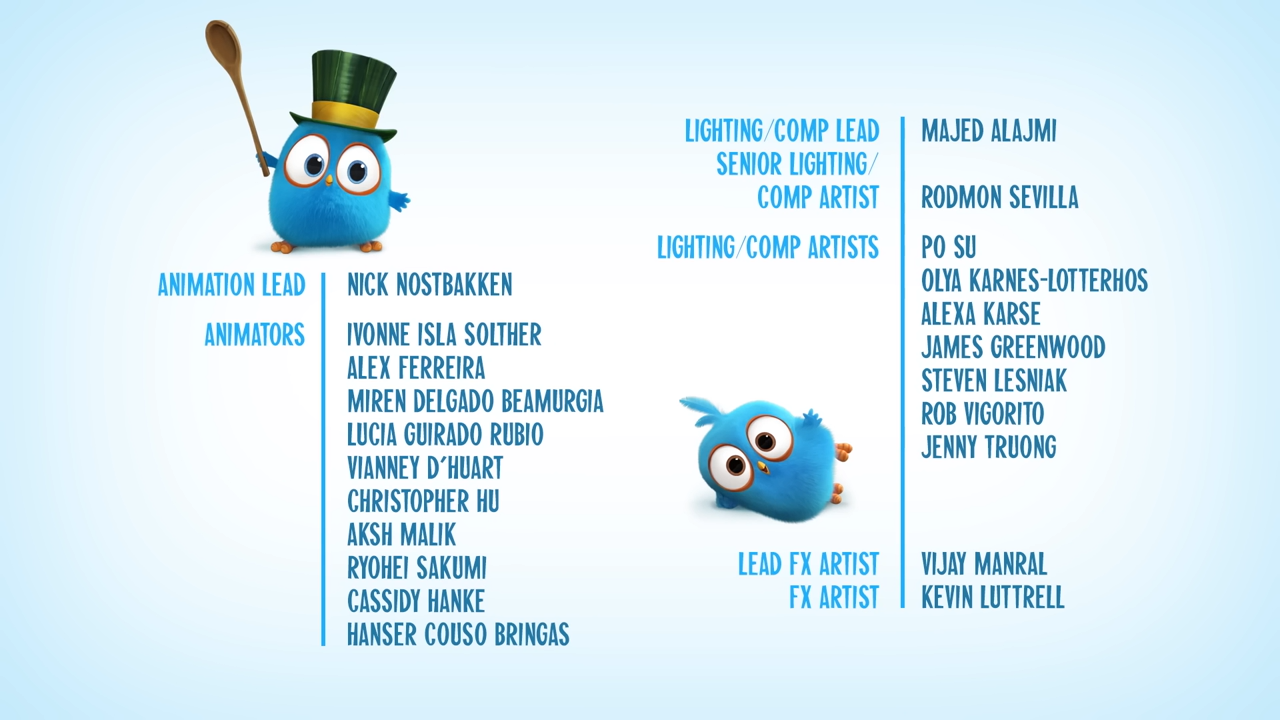 ANIMATION LEAD NICK NOSTBAKKEN
ANIMATORS IVONNE ISLA SOLTHER
ALEX FERREIRA
MIREN DELGADO BEAMURGIA
LUCIA GUIRADO RUBIO
VIANNEY D'HUART
CHRISTOPHER HU
AKSH MALIK
RYOHEI SAKUMI
CASSIDY HANKE
HANSER COUSO BRINGAS
LIGHTING/COMP LEAD MAJED ALAJMI
SENIOR LIGHTING/
COMP ARTIST RODMON SEVILLA
LIGHTING/COMP ARTISTS PO SU
OLYA KARNES-LOTTERHOS
ALEXA KARSE
JAMES GREENWOOD
STEVEN LESNIAK
ROB VIGORITO
JENNY TRUONG
LEAD FX ARTIST VIJAY MANRAL
FX ARTIST KEVIN LUTTRELL